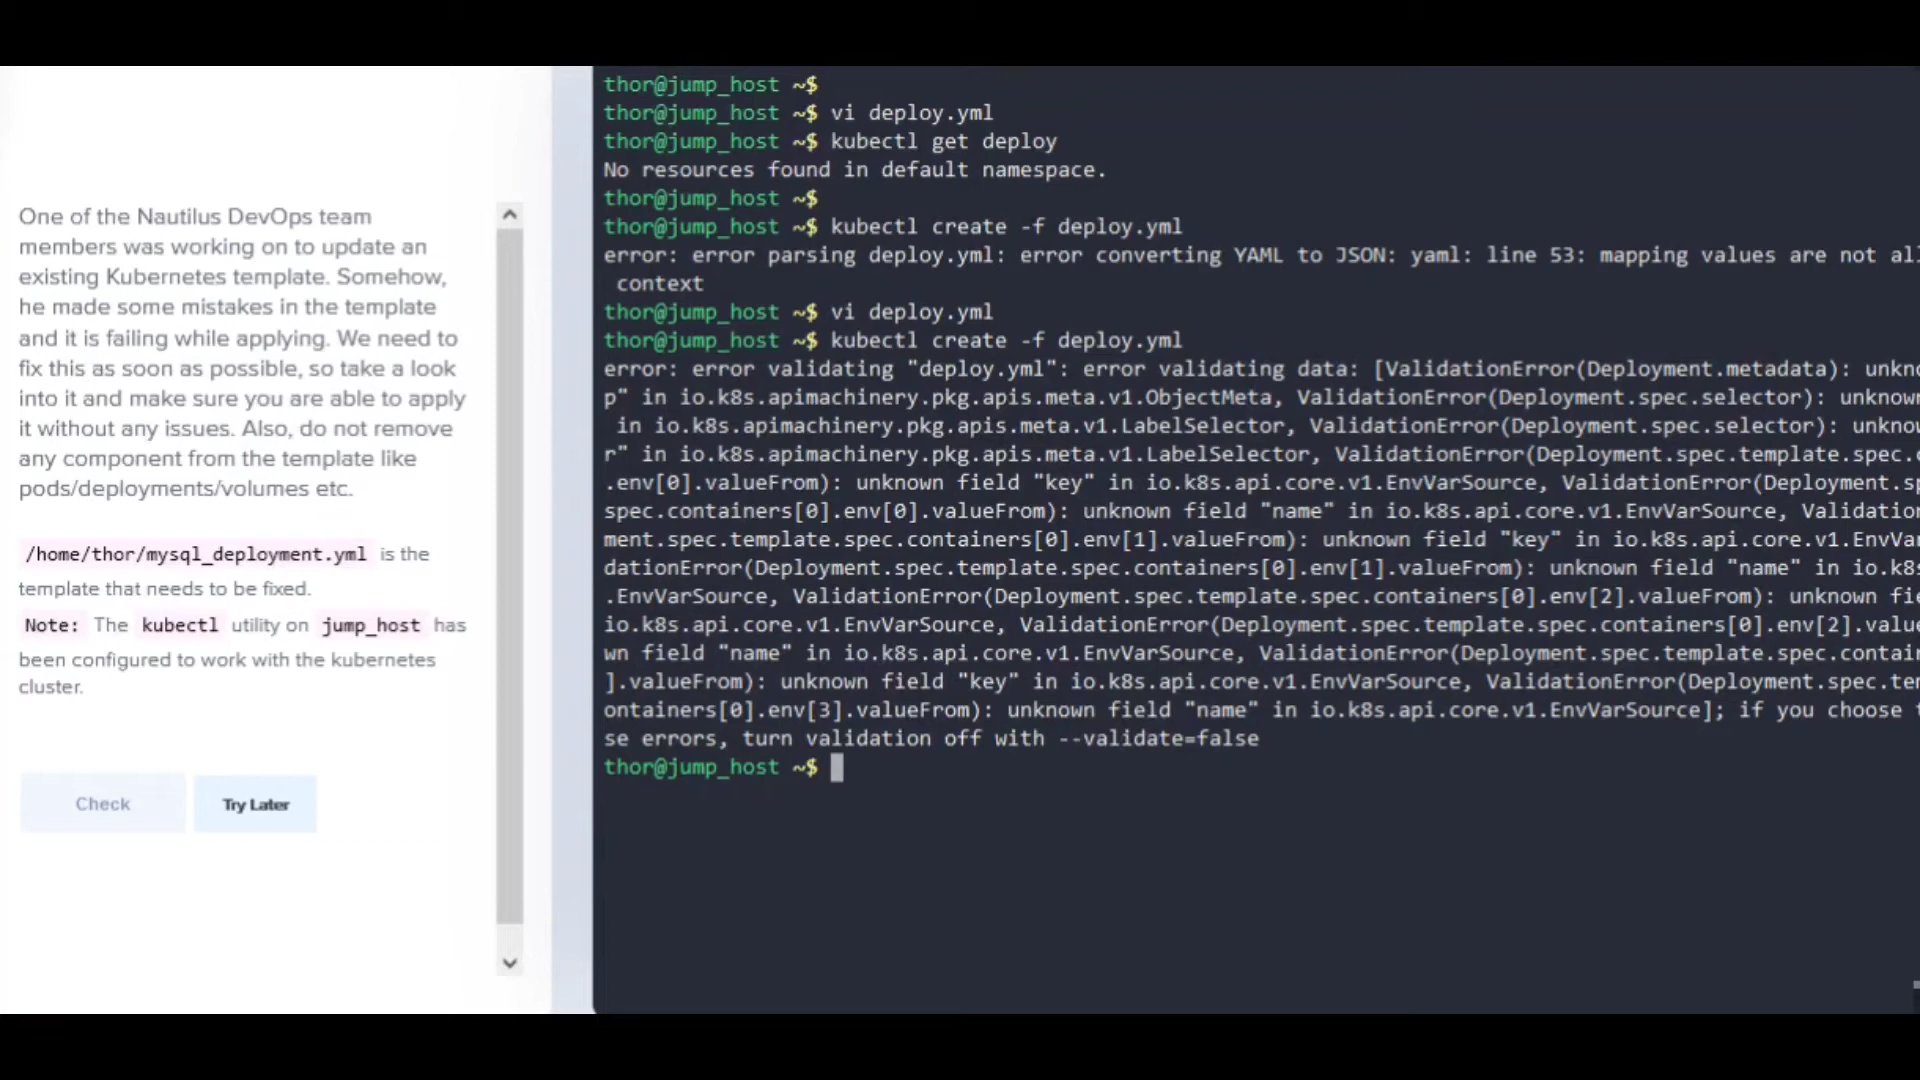 One of the Nautilus DevOps team
members was working on to update an
existing Kubernetes template. Somehow,
he made some mistakes in the template
and it is failing while applying. We need to
fix this as soon as possible, so take a look
into it and make sure you are able to apply
it without any issues. Also, do not remove
any component from the template like
pods/deployments/volumes etc.
/home/thor/mysql_deployment.yml is the
template that needs to be fixed.
Note: The kubectl utility on jump_host has
been configured to work with the kubernetes
cluster.
Check
Try Later
thor@jump_host ~$
thor@jump_host ~$ vi deploy.yml
thor@jump_host ~$ kubectl get deploy
No resources found in default namespace.
thor@jump_host ~$
thor@jump_host ~$ kubectl create -f deploy.yml
error: error parsing deploy.yml: error converting YAML to JSON: yaml: line 53: mapping values are not all
context
thor@jump_host ~$ vi deploy.yml
thor@jump_host ~$ kubectl create -f deploy.yml
error: error validating "deploy.yml": error validating data: [ValidationError(Deployment.metadata): unkno
p" in io.k8s.apimachinery.pkg.apis.meta.v1.ObjectMeta, ValidationError(Deployment.spec.selector): unknown
in io.k8s.apimachinery.pkg.apis.meta.v1.LabelSelector, ValidationError(Deployment.spec.selector): unknow
r" in io.k8s.apimachinery.pkg.apis.meta.v1.LabelSelector, ValidationError(Deployment.spec.template.spec.c
.env[0].valueFrom): unknown field "key" in io.k8s.api.core.v1.EnvVarSource, ValidationError(Deployment.sp
spec.containers[0].env[0].valueFrom): unknown field "name" in io.k8s.api.core.v1.EnvVarSource, Validation
ment.spec.template.spec.containers[0].env[1].valueFrom): unknown field "key" in io.k8s.api.core.v1.EnvVar
dationError(Deployment.spec.template.spec.containers[0].env[1].valueFrom): unknown field "name" in io.k8s
.EnvVarSource, ValidationError(Deployment.spec.template.spec.containers[0].env[2].valueFrom): unknown fie
io.k8s.api.core.v1.EnvVarSource, ValidationError(Deployment.spec.template.spec.containers[0].env[2].value
wn field "name" in io.k8s.api.core.v1.EnvVarSource, ValidationError(Deployment.spec.template.spec.contain
].valueFrom): unknown field "key" in io.k8s.api.core.v1.EnvVarSource, ValidationError(Deployment.spec.tem
ontainers[0].env[3].valueFrom): unknown field "name" in io.k8s.api.core.v1.EnvVarSource]; if you choose t
se errors, turn validation off with --validate=false
thor@jump_host ~$